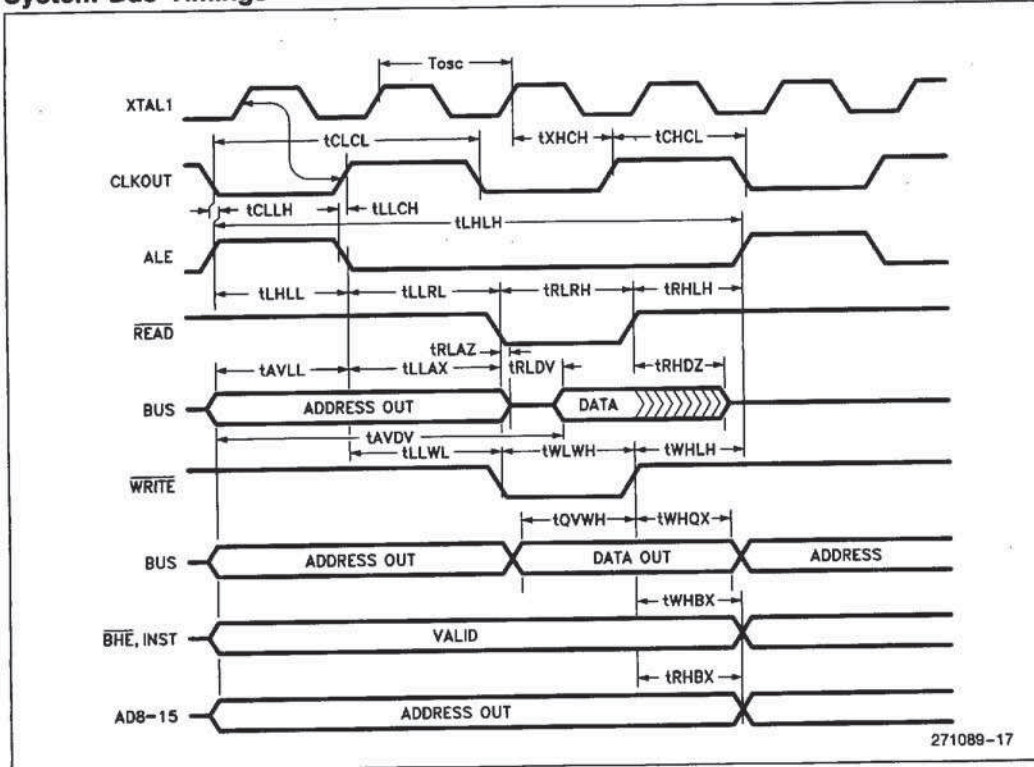 System Bus Timings
Tosc
XTAL1
tCLCL
tXHCH
tCHCL
CLKOUT
tCLLH
tLLCH
tLHLH
ALE
tLHLL
tLLRL
tRLRH
tRHLH
READ
tRLAZ
tRLDV
tRHDZ
tAVLL
tLLAX
BUS
ADDRESS OUT
DATA
tAVDV
tLLWL
tWLWH
tWHLH
WRITE
tQVWH
tWHQX
BUS
ADDRESS OUT
DATA OUT
ADDRESS
tWHBX
BHE, INST
VALID
tRHBX
AD8-15
ADDRESS OUT
271089-17